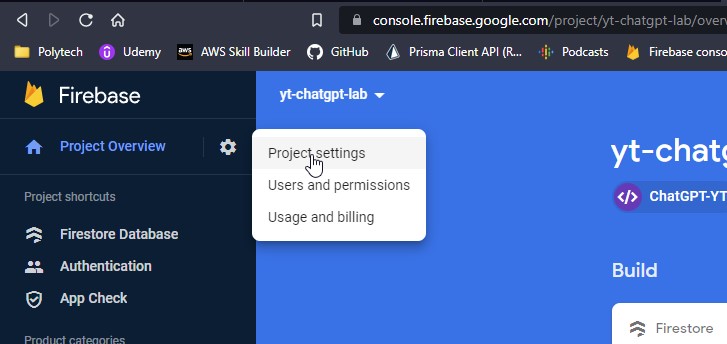 console.firebase.google.com/project/yt-chatgpt-lab/over
Polytech Udemy AWS Skill Builder GitHub Prisma Client API (R... Podcasts Firebase conso
Firebase yt-chatgpt-lab
Project Overview
Project settings
yt-chatg
Users and permissions
</> ChatGPT-YT
Project shortcuts
Usage and billing
Firestore Database
Authentication
Build
App Check
Firestore
Product categories